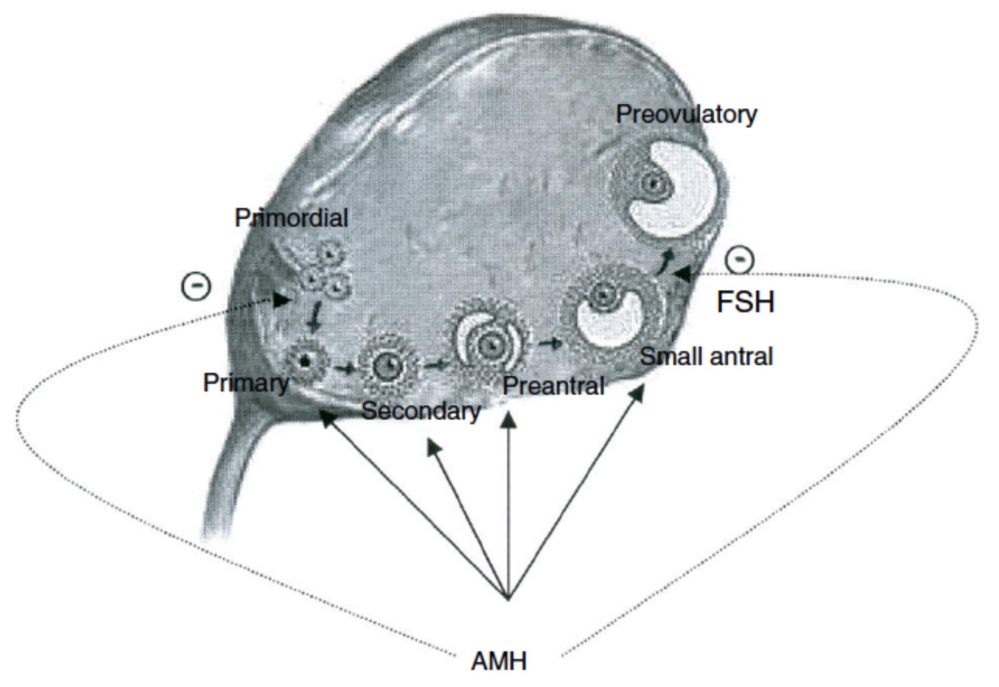 Preovulatory
Primordial
-
-
FSH
Small antral
Primary
Preantral
Secondary
AMH